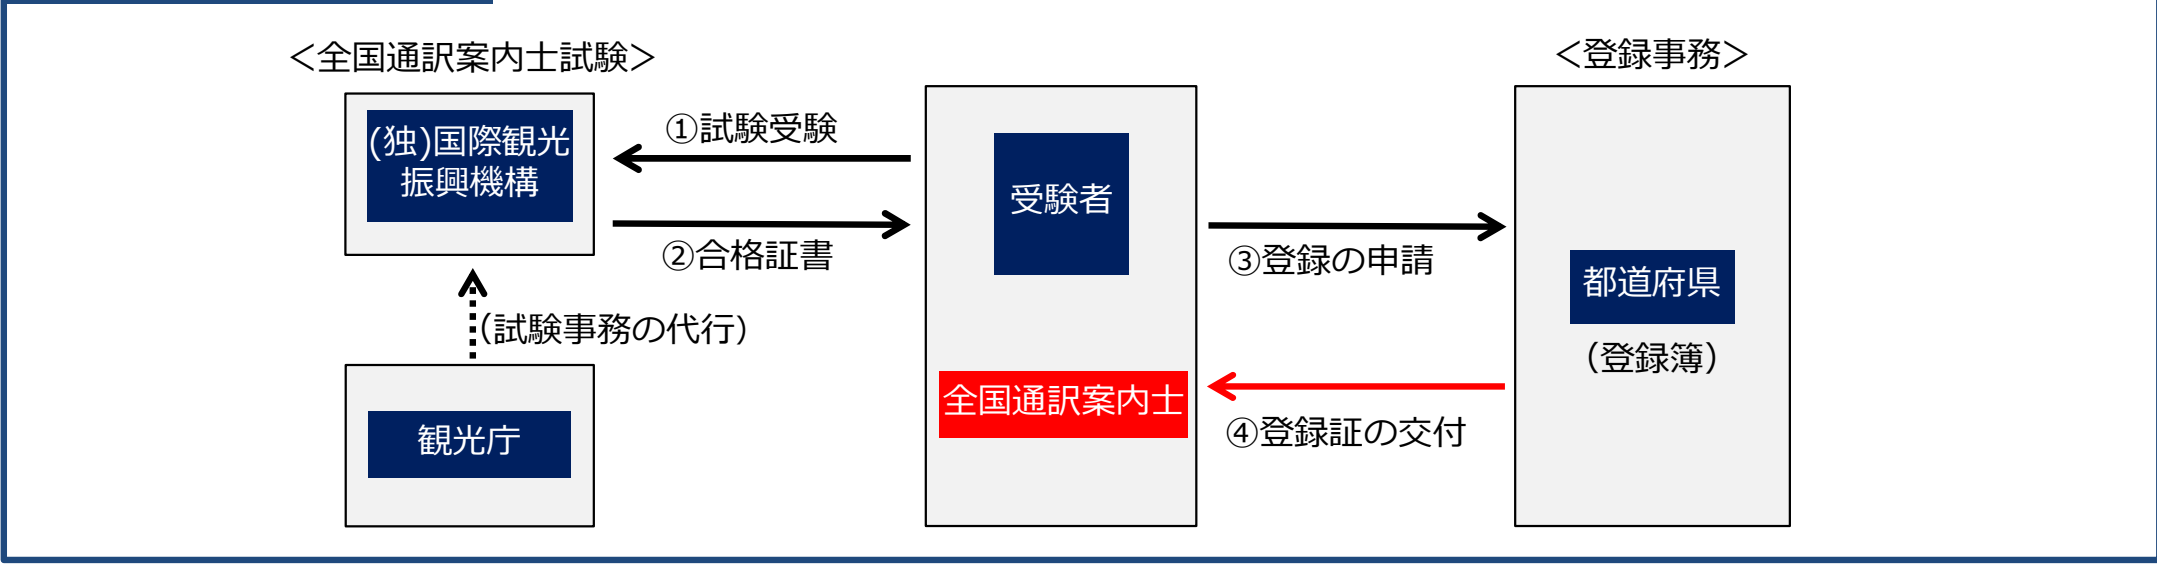 ＜全国通訳案内士試験＞
(独)国際観光
振興機構
(試験事務の代行)
観光庁
①試験受験
②合格証書
受験者
全国通訳案内士
③登録の申請
④登録証の交付
＜登録事務＞
都道府県
(登録簿)